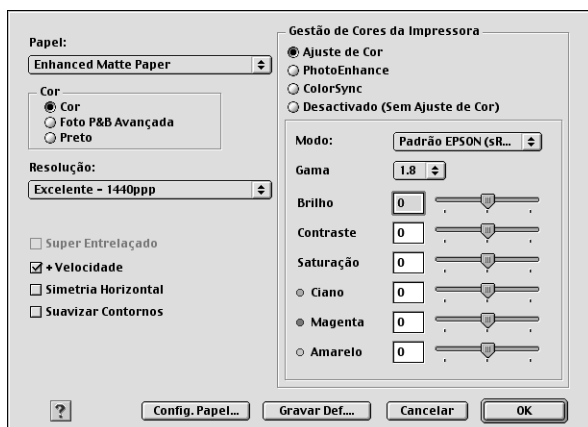 Papel:
Enhanced Matte Paper
Cor
Cor
Foto P&B Avançada
Preto
Resolução:
Excelente - 1440ppp
Super Entrelaçado
+Velocidade
Simetria Horizontal
Suavizar Contornos
Gestão de Cores da Impressora
Ajuste de Cor
PhotoEnhance
ColorSync
Desactivado (Sem Ajuste de Cor)
Modo: Padrão EPSON (sR...
Gama 1.8
Brilho 0
Contraste 0
Saturação 0
Ciano 0
Magenta 0
Amarelo 0
? Config. Papel... Gravar Def.... Cancelar OK